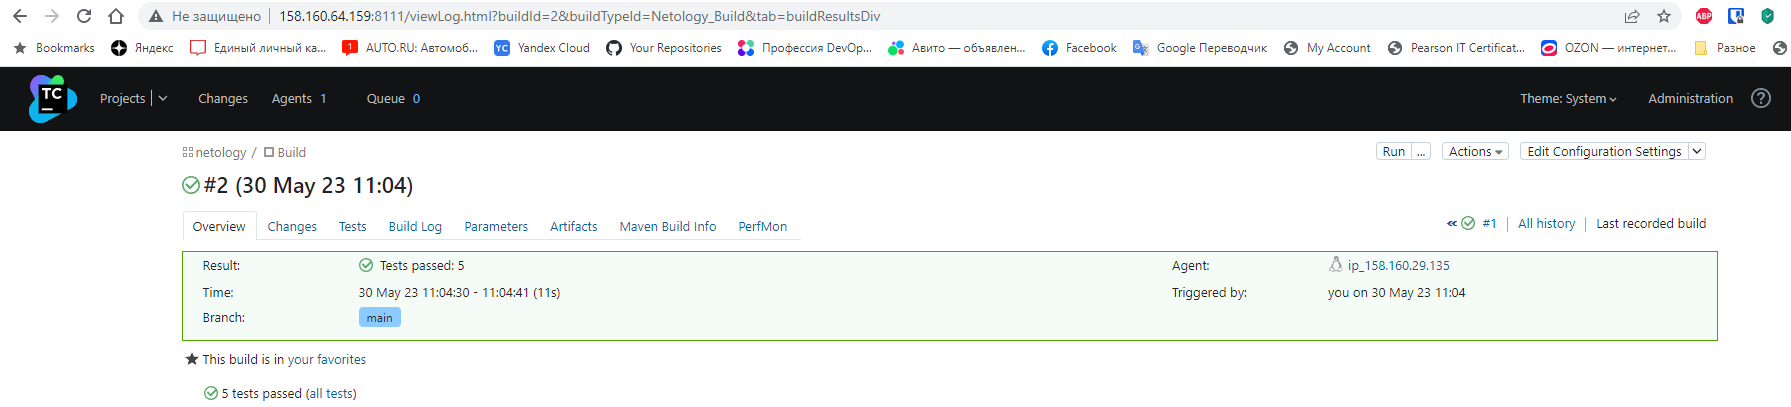 Не защищено 158.160.64.159:8111/viewLog.html?buildId=2&buildTypeId=Netology_Build&tab=buildResultsDiv
ABP
Bookmarks Яндекс Единый личный ка... 1 AUTO.RU: Автомоб... YC Yandex Cloud Your Repositories Профессия DevOp... Авито — объявлен... Facebook Google Переводчик My Account Pearson IT Certificat... OZON — интернет... Разное
TC Projects Changes Agents 1 Queue 0 Theme: System Administration ?
netology / Build Run ... Actions Edit Configuration Settings
#2 (30 May 23 11:04)
Overview Changes Tests Build Log Parameters Artifacts Maven Build Info PerfMon « #1 All history Last recorded build
Result: Tests passed: 5 Agent: ip_158.160.29.135
Time: 30 May 23 11:04:30 - 11:04:41 (11s) Triggered by: you on 30 May 23 11:04
Branch: main
This build is in your favorites
5 tests passed (all tests)